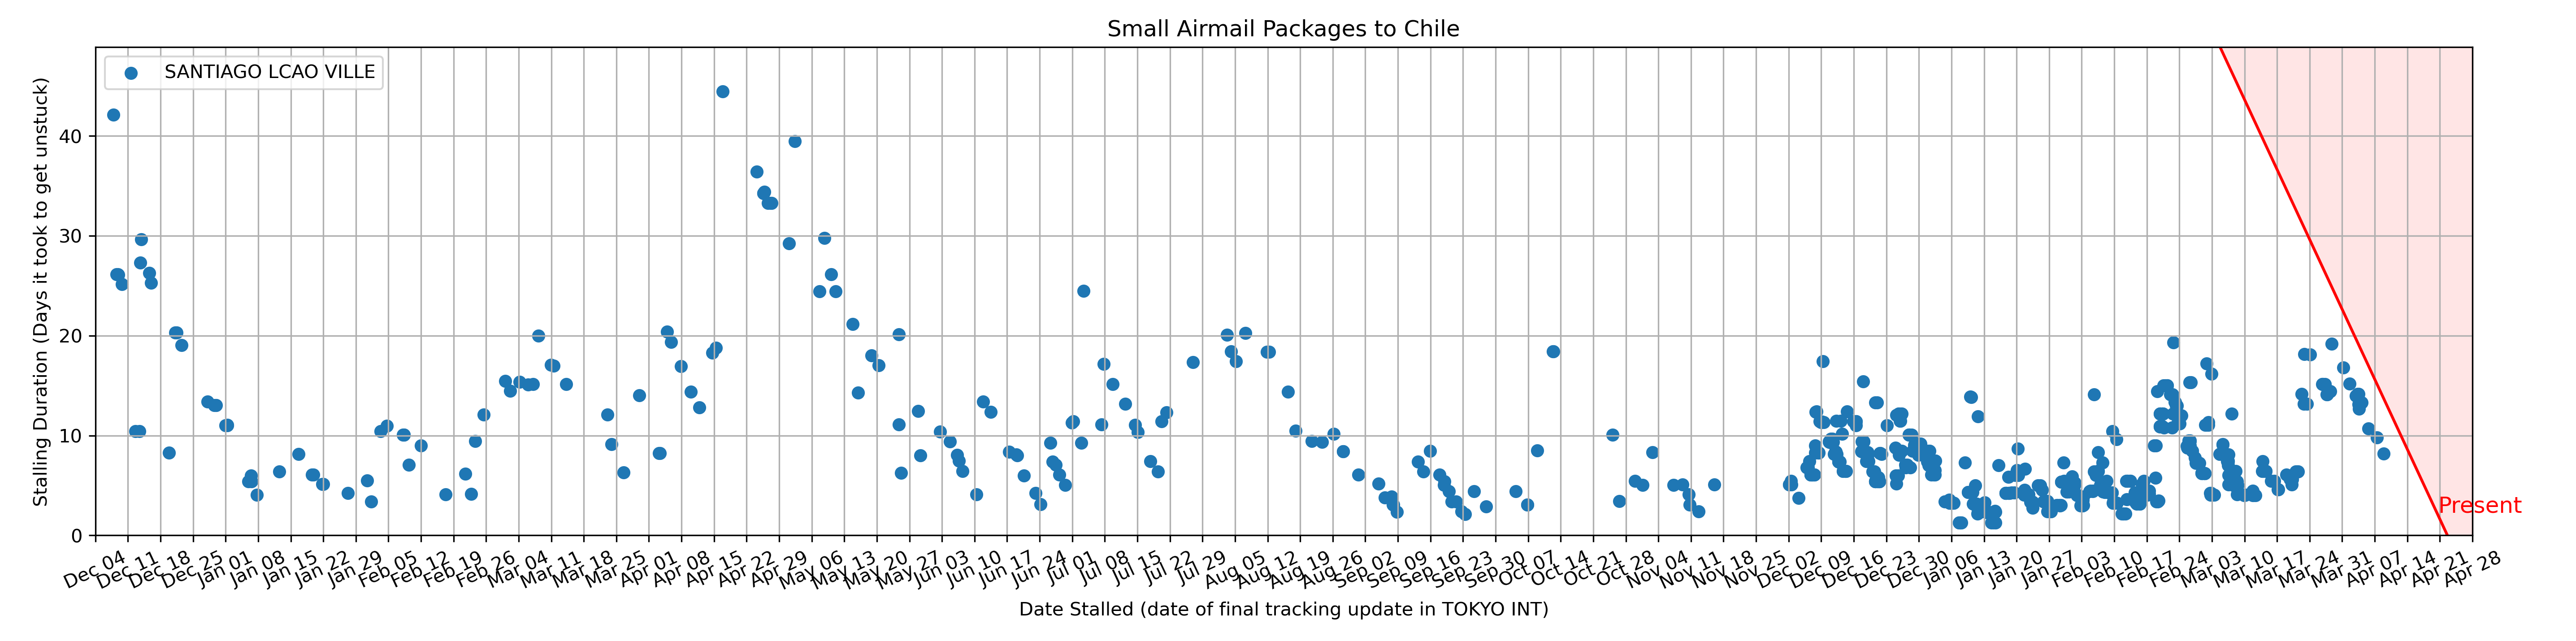 Small Airmail Packages to Chile
SANTIAGO LCAO VILLE
Stalling Duration (Days it took to get unstuck)
40
30
20
10
0
Present
Dec 04
Dec 11
Dec 18
Dec 25
Jan 01
Jan 08
Jan 15
Jan 22
Jan 29
Feb 05
Feb 12
Feb 19
Feb 26
Mar 04
Mar 11
Mar 18
Mar 25
Apr 01
Apr 08
Apr 15
Apr 22
Apr 29
May 06
May 13
May 20
May 27
Jun 03
Jun 10
Jun 17
Jun 24
Jul 01
Jul 08
Jul 15
Jul 22
Jul 29
Aug 05
Aug 12
Aug 19
Aug 26
Sep 02
Sep 09
Sep 16
Sep 23
Sep 30
Oct 07
Oct 14
Oct 21
Oct 28
Nov 04
Nov 11
Nov 18
Nov 25
Dec 02
Dec 09
Dec 16
Dec 23
Dec 30
Jan 06
Jan 13
Jan 20
Jan 27
Feb 03
Feb 10
Feb 17
Feb 24
Mar 03
Mar 10
Mar 17
Mar 24
Mar 31
Apr 07
Apr 14
Apr 21
Apr 28
Date Stalled (date of final tracking update in TOKYO INT)